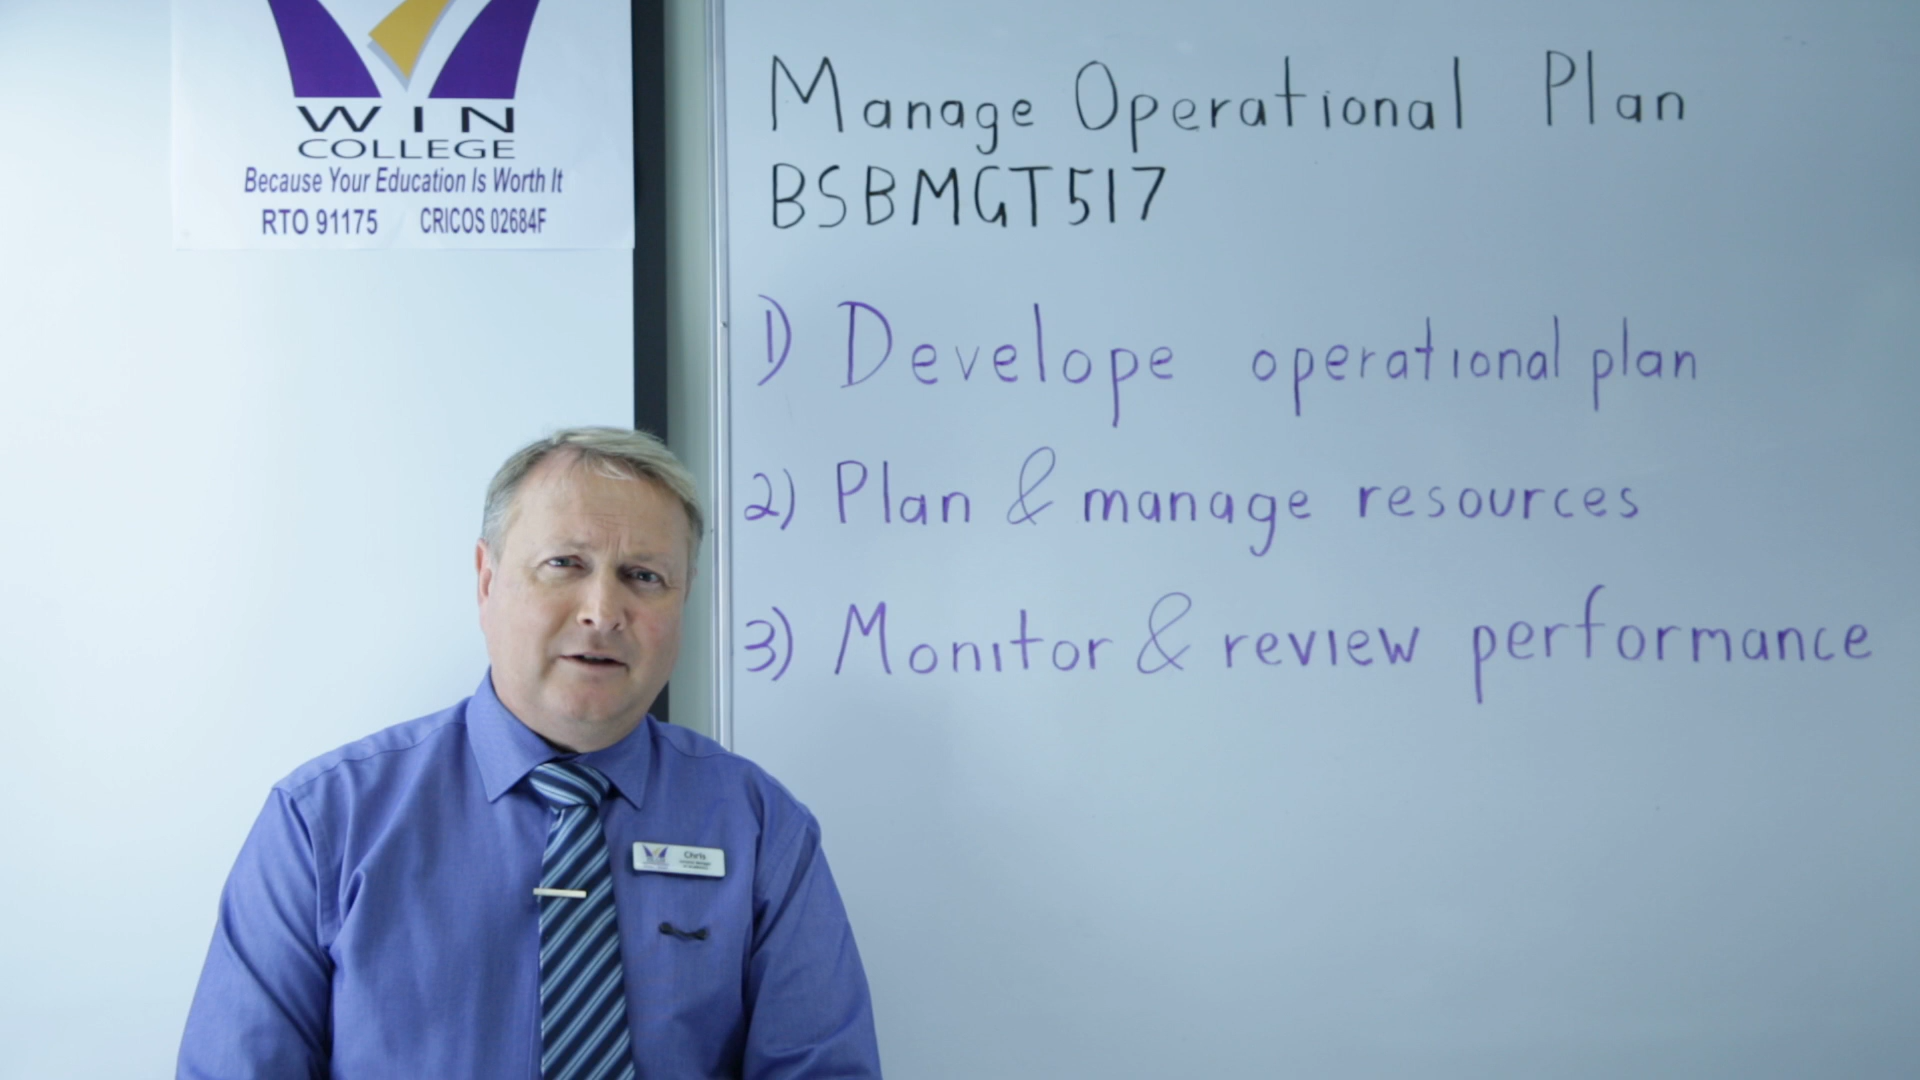 WIN
COLLEGE
Because Your Education Is Worth It
RTO 91175 CRICOS 02684F
Manage Operational Plan
BSBMGT517
1) Develope operational plan
2) Plan & manage resources
3) Monitor & review performance
Chris